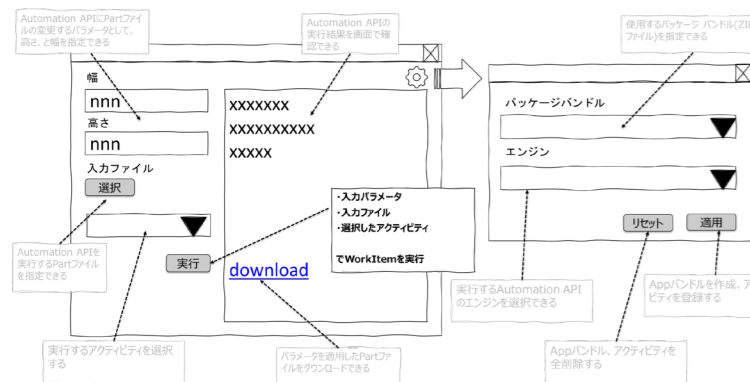 Automation APIにPartファイ
ルの変更するパラメータとして、
高さ、と幅を指定できる
Automation APIの
実行結果を画面で確
認できる
使用するパッケージ バンドル(ZIP
ファイル)を指定できる
幅
nnn
高さ
nnn
入力ファイル
選択
実行
xxxxxxx
xxxxxxxxxx
xxxxx
download
・入力パラメータ
・入力ファイル
・選択したアクティビティ
でWorkItemを実行
パッケージバンドル
エンジン
リセット
適用
Automation APIを
実行するPartファイル
を指定できる
実行するアクティビティを選択
する
パラメータを適用したPartファ
イルをダウンロードできる
実行するAutomation API
のエンジンを選択できる
Appバンドル、アクティビティを
全削除する
Appバンドルを作成、ア
ビティを登録する